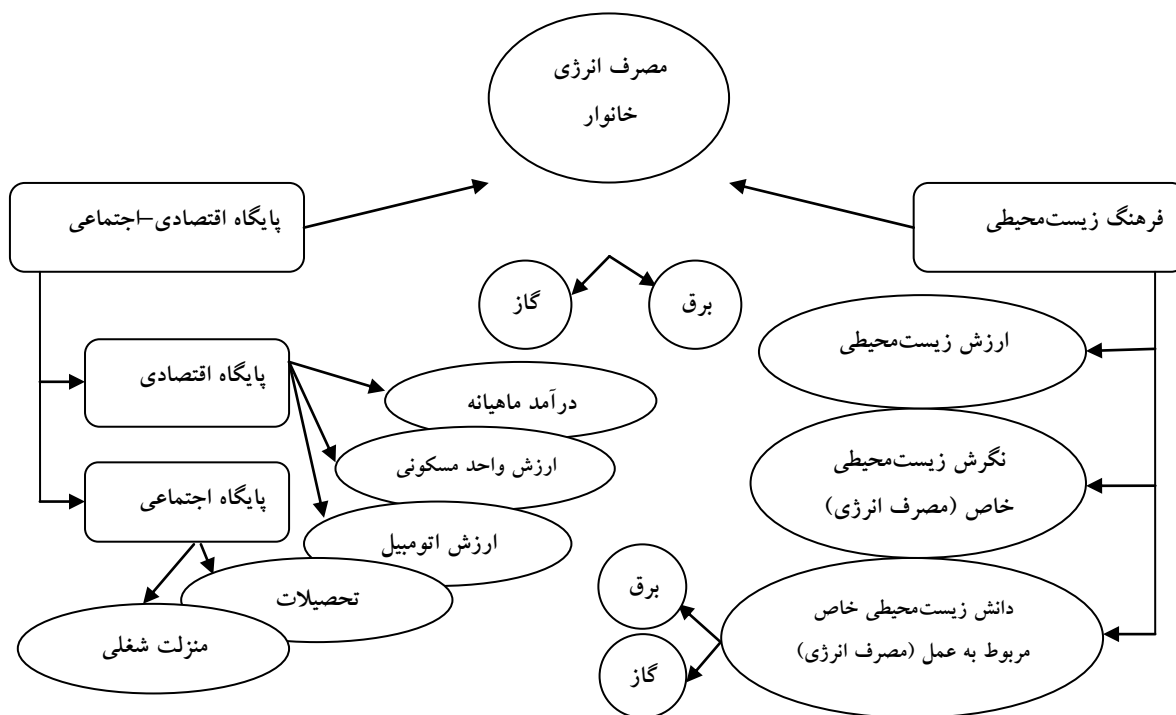 مصرف انرژی
خانوار
فرهنگ زیست‌محیطی
پایگاه اقتصادی–اجتماعی
برق
گاز
ارزش زیست‌محیطی
نگرش زیست‌محیطی
خاص (مصرف انرژی)
دانش زیست‌محیطی خاص
مربوط به عمل (مصرف انرژی)
برق
گاز
پایگاه اقتصادی
درآمد ماهیانه
ارزش واحد مسکونی
ارزش اتومبیل
پایگاه اجتماعی
تحصیلات
منزلت شغلی